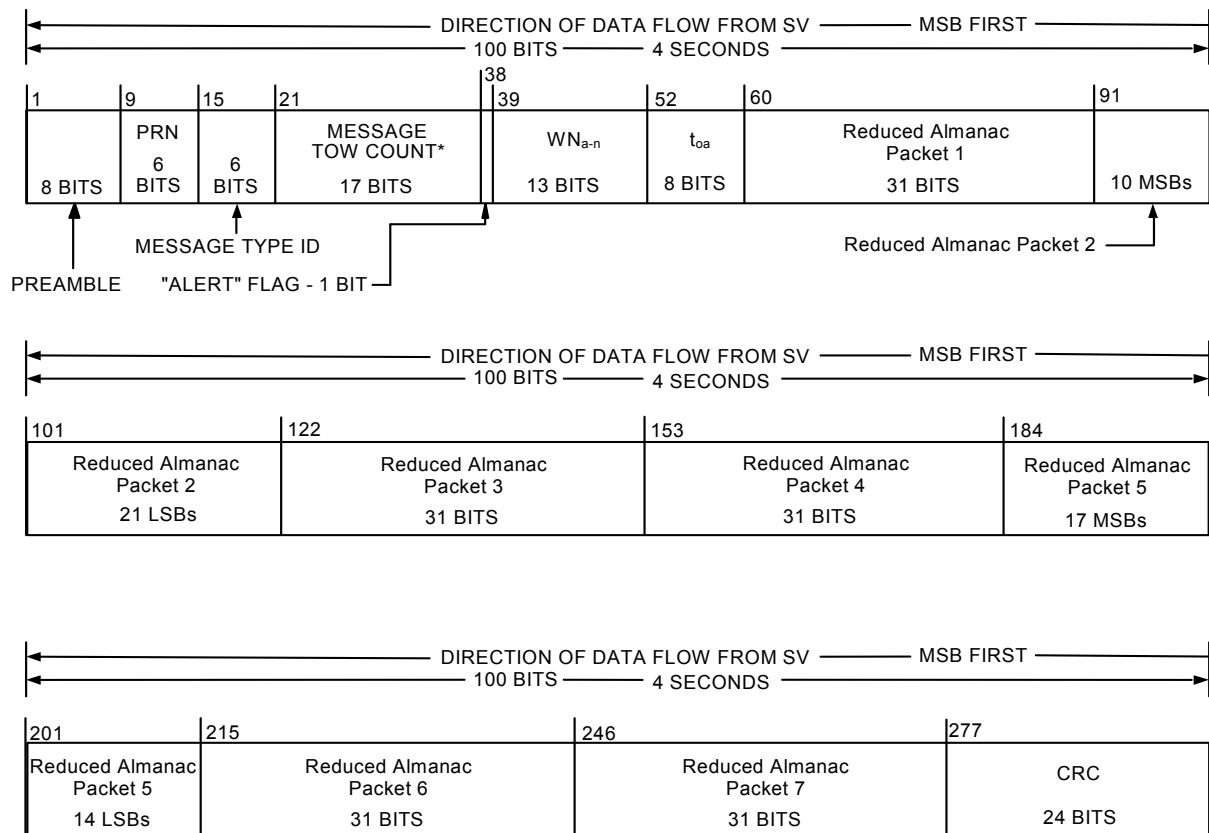 DIRECTION OF DATA FLOW FROM SV MSB FIRST
100 BITS 4 SECONDS
1 9 15 21 38 39 52 60 91
8 BITS
PRN
6
BITS
6
BITS
MESSAGE
TOW COUNT*
17 BITS
WNa-n
13 BITS
toa
8 BITS
Reduced Almanac
Packet 1
31 BITS
10 MSBs
MESSAGE TYPE ID
Reduced Almanac Packet 2
PREAMBLE
"ALERT" FLAG - 1 BIT
DIRECTION OF DATA FLOW FROM SV MSB FIRST
100 BITS 4 SECONDS
101 122 153 184
Reduced Almanac
Packet 2
21 LSBs
Reduced Almanac
Packet 3
31 BITS
Reduced Almanac
Packet 4
31 BITS
Reduced Almanac
Packet 5
17 MSBs
DIRECTION OF DATA FLOW FROM SV MSB FIRST
100 BITS 4 SECONDS
201 215 246 277
Reduced Almanac
Packet 5
14 LSBs
Reduced Almanac
Packet 6
31 BITS
Reduced Almanac
Packet 7
31 BITS
CRC
24 BITS